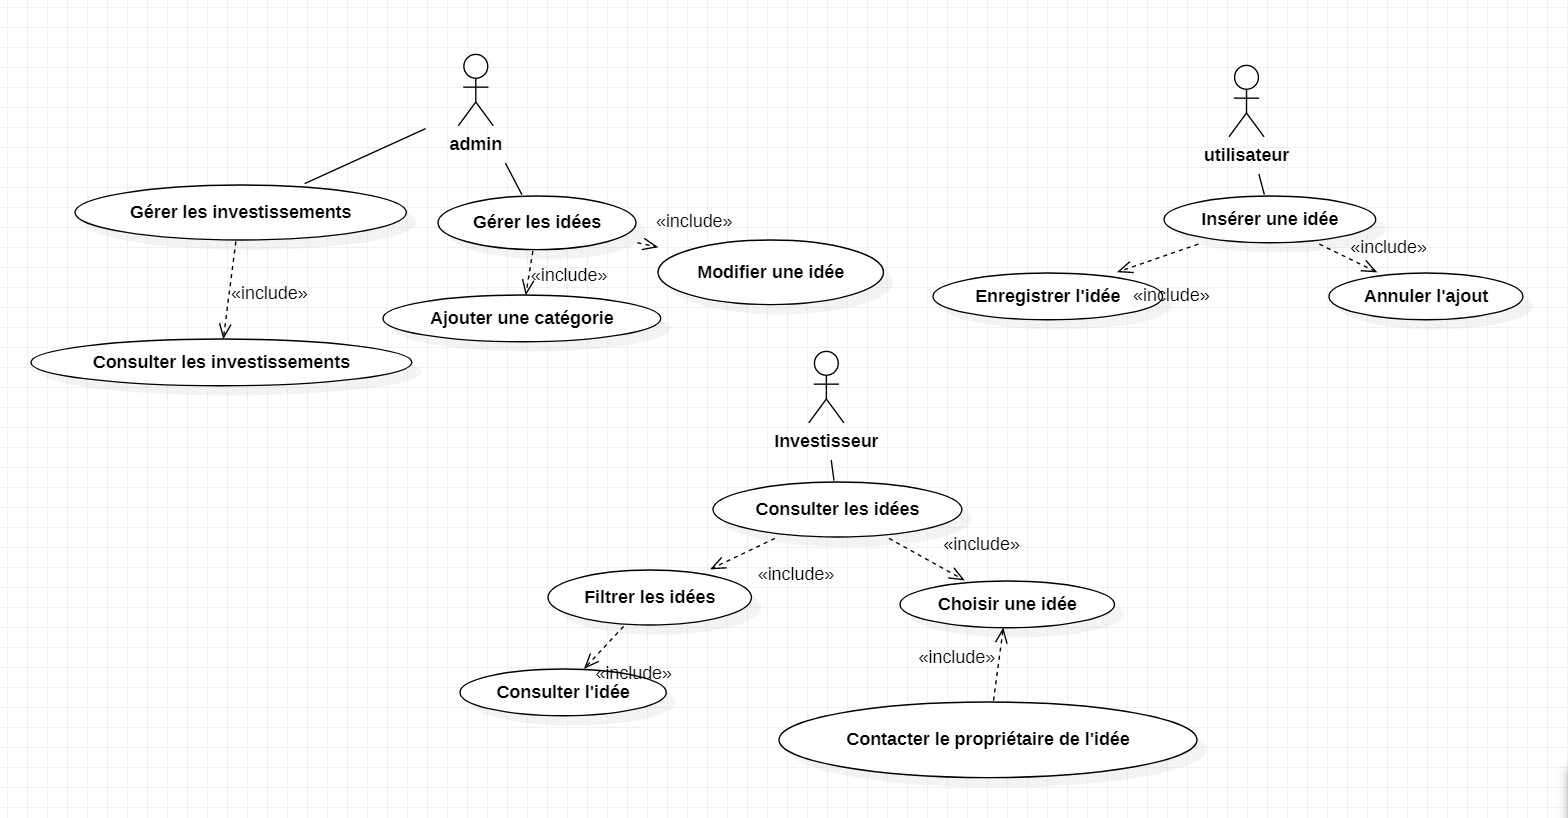 admin
utilisateur
Gérer les investissements
Gérer les idées
«include»
Insérer une idée
«include»
Modifier une idée
«include»
«include»
Enregistrer l'idée
«include»
Annuler l'ajout
Ajouter une catégorie
Consulter les investissements
Investisseur
Consulter les idées
«include»
«include»
Filtrer les idées
Choisir une idée
«include»
«include»
Consulter l'idée
Contacter le propriétaire de l'idée